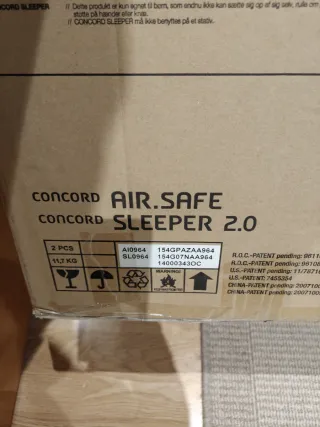 CONCORD SLEEPER
// Dette produkt er kun egnet til børn, som endnu ikke kan sætte sig op af sig selv, rulle om
støtte på hænder eller knæ.
// CONCORD SLEEPER må ikke benyttes på et stativ.
CONCORD AIR.SAFE
CONCORD SLEEPER 2.0
2 PCS AI0964 154GPAZAA964
11,7 KG SL0964 154G07NAA964
14000343OC
R.O.C.-PATENT pending:
R.O.C.-PATENT pending:
U.S.-PATENT pending: 11/
U.S.-PATENT: 7455354
CHINA-PATENT pending:
CHINA-PATENT pending: